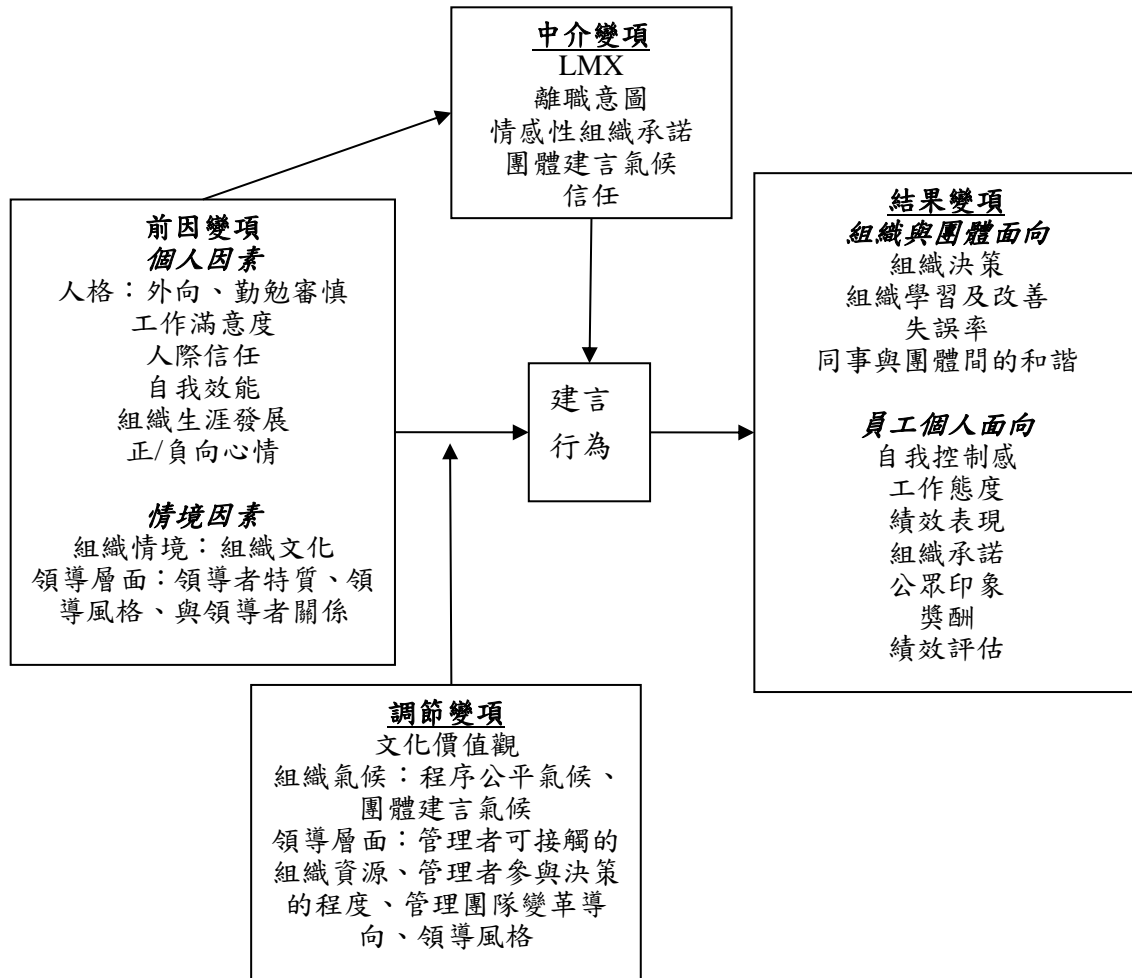 中介變項
LMX
離職意圖
情感性組織承諾
團體建言氣候
信任
前因變項
個人因素
人格：外向、勤勉審慎
工作滿意度
人際信任
自我效能
組織生涯發展
正/負向心情
情境因素
組織情境：組織文化
領導層面：領導者特質、領
導風格、與領導者關係
建言
行為
結果變項
組織與團體面向
組織決策
組織學習及改善
失誤率
同事與團體間的和諧
員工個人面向
自我控制感
工作態度
績效表現
組織承諾
公眾印象
獎酬
績效評估
調節變項
文化價值觀
組織氣候：程序公平氣候、
團體建言氣候
領導層面：管理者可接觸的
組織資源、管理者參與決策
的程度、管理團隊變革導
向、領導風格